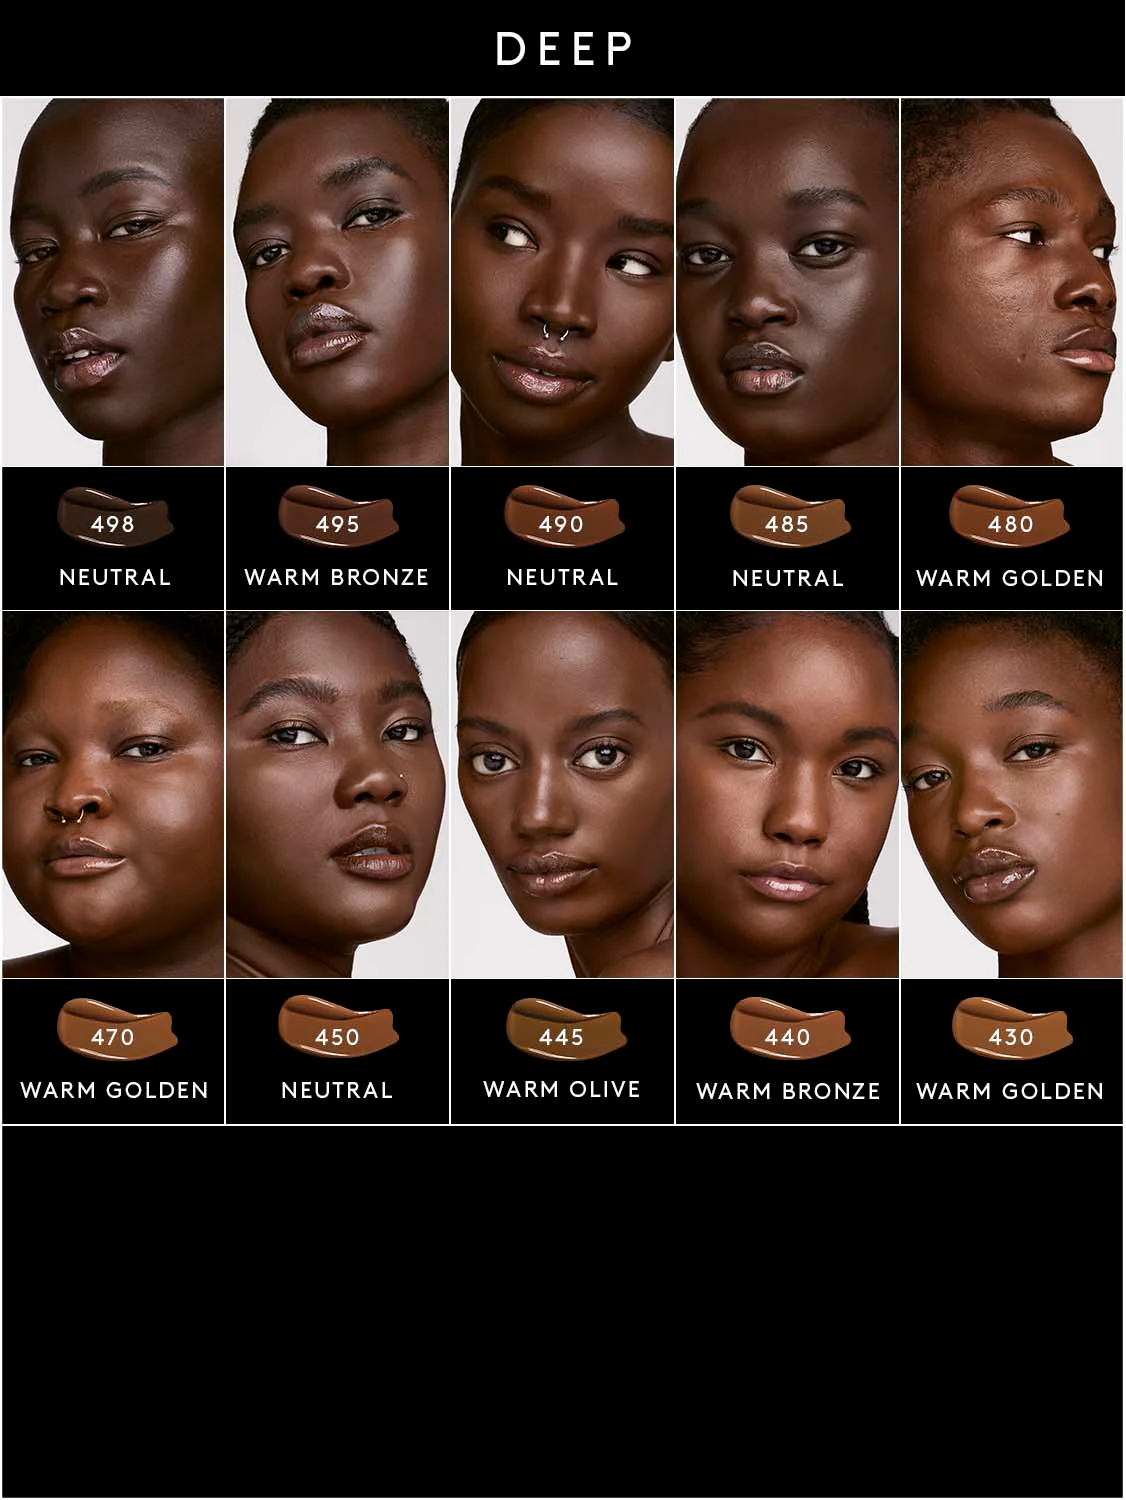 DEEP
498 495 490 485 480
NEUTRAL WARM BRONZE NEUTRAL NEUTRAL WARM GOLDEN
470 450 445 440 430
WARM GOLDEN NEUTRAL WARM OLIVE WARM BRONZE WARM GOLDEN